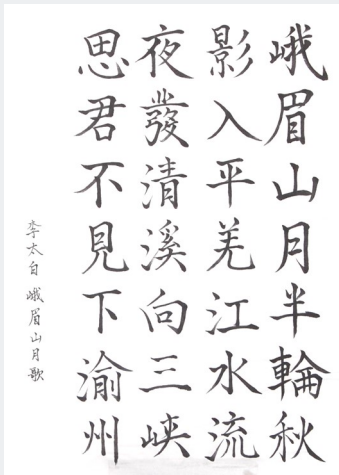 峨眉山月半輪秋
影入平羌江水流
夜發清溪向三峽
思君不見下渝州
李太白 峨眉山月歌